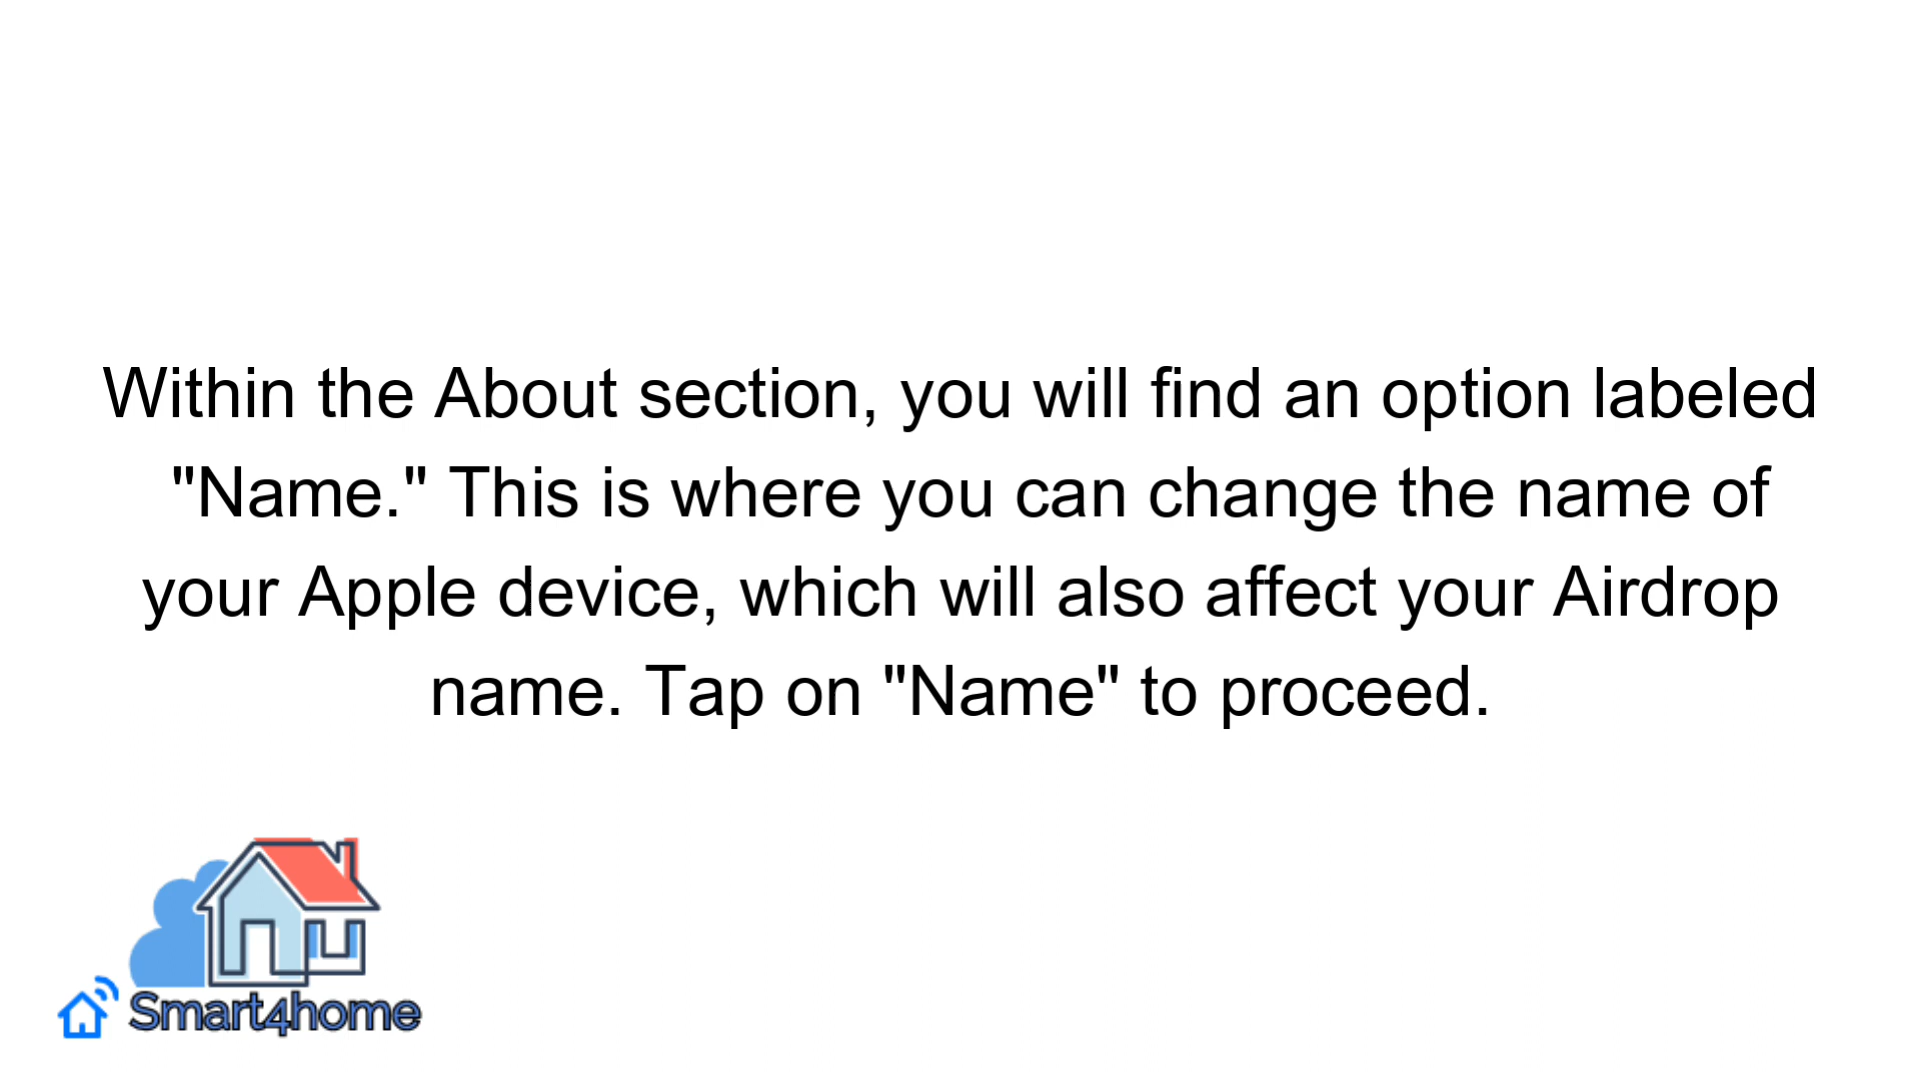 Within the About section, you will find an option labeled
"Name." This is where you can change the name of
your Apple device, which will also affect your Airdrop
name. Tap on "Name" to proceed.
Smart4home